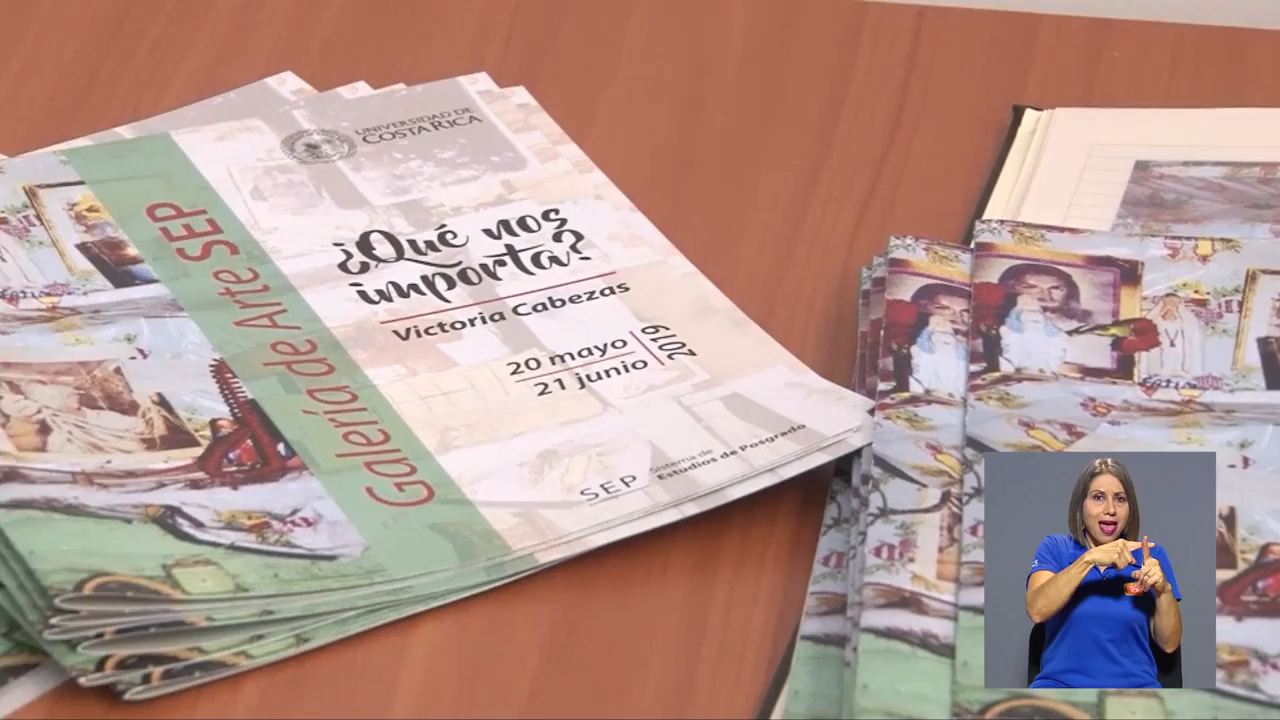 UNIVERSIDAD DE
COSTA RICA
Galería de Arte SEP
¿Qué nos
importa?
Victoria Cabezas
20 mayo
21 junio
2019
SEP
Sistema de
Estudios de Posgrado